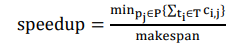 speedup = min_{p_j∈P}{∑_{t_i∈T} c_{i,j}} / makespan